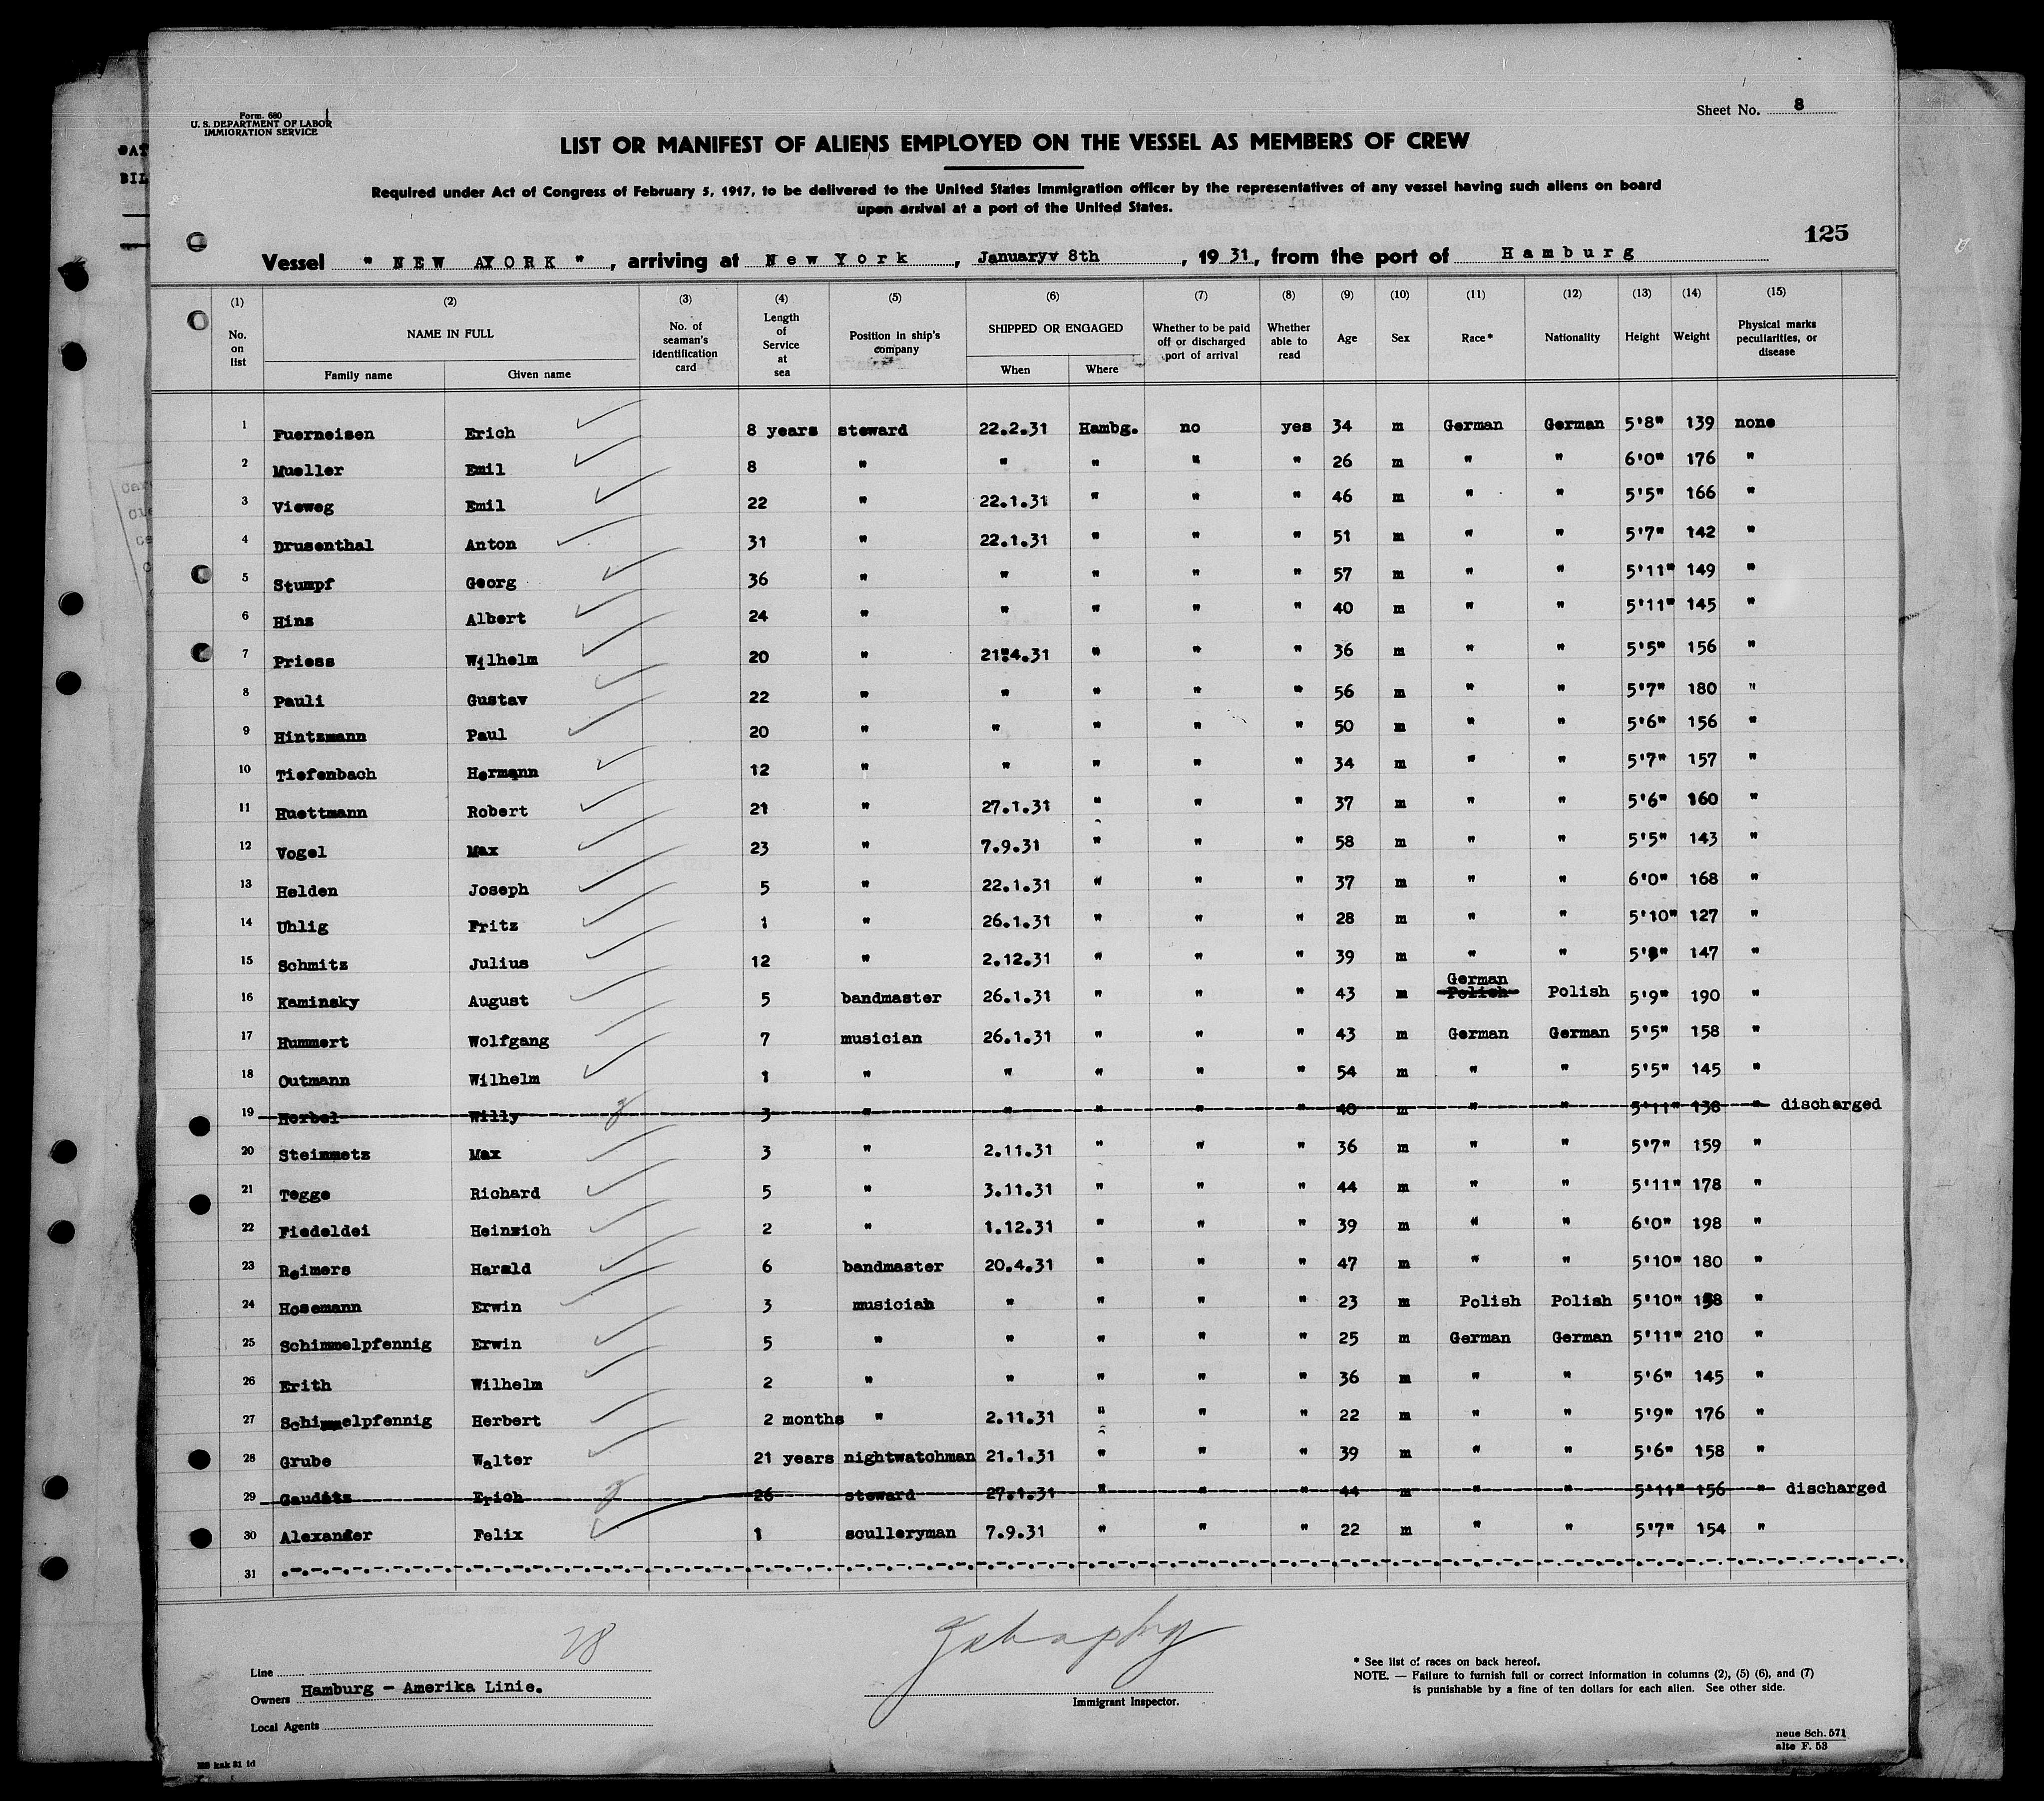 Form. 680
U. S. DEPARTMENT OF LABOR
IMMIGRATION SERVICE
Sheet No. 8
LIST OR MANIFEST OF ALIENS EMPLOYED ON THE VESSEL AS MEMBERS OF CREW
Required under Act of Congress of February 5, 1917, to be delivered to the United States Immigration officer by the representatives of any vessel having such aliens on board
upon arrival at a port of the United States.
125
Vessel " NEW YORK ", arriving at New York, Januaryv 8th, 1931, from the port of Hamburg
(1) (2) (3) (4) (5) (6) (7) (8) (9) (10) (11) (12) (13) (14) (15)
No. on list NAME IN FULL Family name Given name No. of seaman's identification card Length of Service at sea Position in ship's company SHIPPED OR ENGAGED When Where Whether to be paid off or discharged port of arrival Whether able to read Age Sex Race* Nationality Height Weight Physical marks peculiarities, or disease
1 Fuerneisen Erich 8 years steward 22.2.31 Hambg. no yes 34 m German German 5'8" 139 none
2 Mueller Emil 8 " " " " " 26 m " " 6'0" 176 "
3 Vieweg Emil 22 " 22.1.31 " " " 46 m " " 5'5" 166 "
4 Drusenthal Anton 31 " 22.1.31 " " " 51 m " " 5'7" 142 "
5 Stumpf Georg 36 " " " " " 57 m " " 5'11" 149 "
6 Hinz Albert 24 " " " " " 40 m " " 5'11" 145 "
7 Priess Wilhelm 20 " 21.4.31 " " " 36 m " " 5'5" 156 "
8 Pauli Gustav 22 " " " " " 56 m " " 5'7" 180 "
9 Hintzmann Paul 20 " " " " " 50 m " " 5'6" 156 "
10 Tiefenbach Hermann 12 " " " " " 34 m " " 5'7" 157 "
11 Huettmann Robert 21 " 27.1.31 " " " 37 m " " 5'6" 160 "
12 Vogel Max 23 " 7.9.31 " " " 58 m " " 5'5" 143 "
13 Helden Joseph 5 " 22.1.31 " " " 37 m " " 6'0" 168 "
14 Uhlig Fritz 1 " 26.1.31 " " " 28 m " " 5'10" 127 "
15 Schmitz Julius 12 " 2.12.31 " " " 39 m " " 147 "
16 Kaminsky August 5 bandmaster 26.1.31 " " " 43 m German Polish Polish 5'9" 190 "
17 Hummert Wolfgang 7 musician 26.1.31 " " " 43 m German German 5'5" 158 "
18 Outmann Wilhelm 1 " " " " " 54 m " " 5'5" 145 "
19 Herbel Willy 3 " " " " " 40 m " " 5'11" 138 " discharged
20 Steinmetz Max 3 " 2.11.31 " " " 36 m " " 5'7" 159 "
21 Tegge Richard 5 " 3.11.31 " " " 44 m " " 5'11" 178 "
22 Fiedeldei Heinrich 2 " 1.12.31 " " " 39 m " " 6'0" 198 "
23 Reimers Harald 6 bandmaster 20.4.31 " " " 47 m " " 5'10" 180 "
24 Hosemann Erwin 3 musician " " " " 23 m Polish Polish 5'10" "
25 Schimmelpfennig Erwin 5 " " " " " 25 m German German 5'11" 210 "
26 Erith Wilhelm 2 " " " " " 36 m " " 5'6" 145 "
27 Schimmelpfennig Herbert 2 months " 2.11.31 " " " 22 m " " 5'9" 176 "
28 Grube Walter 21 years nightwatchman 21.1.31 " " " 39 m " " 5'6" 158 "
29 Gauditz Erich 26 steward 27.1.31 " " " 44 m " " 5'11" 156 " discharged
30 Alexander Felix 1 sculleryman 7.9.31 " " " 22 m " " 5'7" 154 "
31
28
Line
Owners Hamburg - Amerika Linie.
Local Agents
Immigrant Inspector.
* See list of races on back hereof.
NOTE. — Failure to furnish full or correct information in columns (2), (5) (6), and (7)
is punishable by a fine of ten dollars for each alien. See other side.
neue Sch. 571
alte F. 53